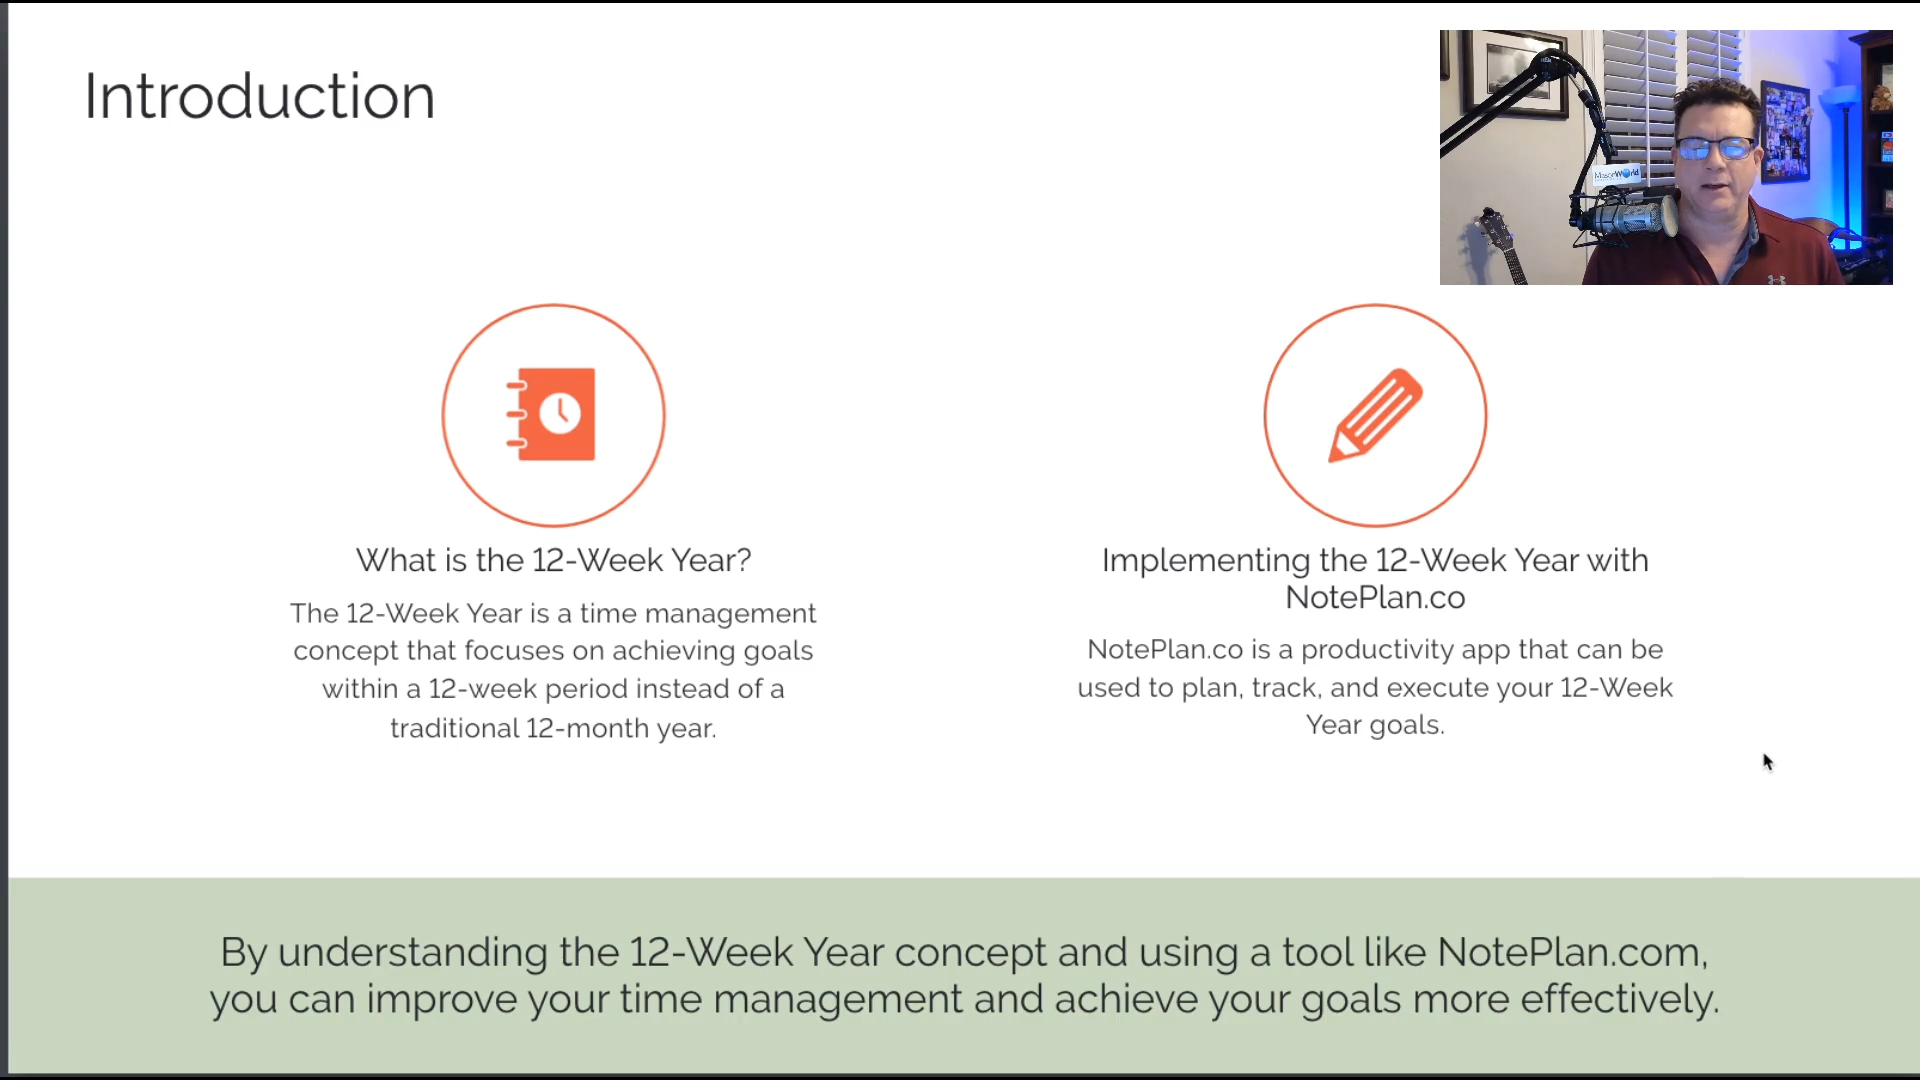 Introduction
MasonWorld
What is the 12-Week Year?
The 12-Week Year is a time management
concept that focuses on achieving goals
within a 12-week period instead of a
traditional 12-month year.
Implementing the 12-Week Year with
NotePlan.co
NotePlan.co is a productivity app that can be
used to plan, track, and execute your 12-Week
Year goals.
By understanding the 12-Week Year concept and using a tool like NotePlan.com,
you can improve your time management and achieve your goals more effectively.